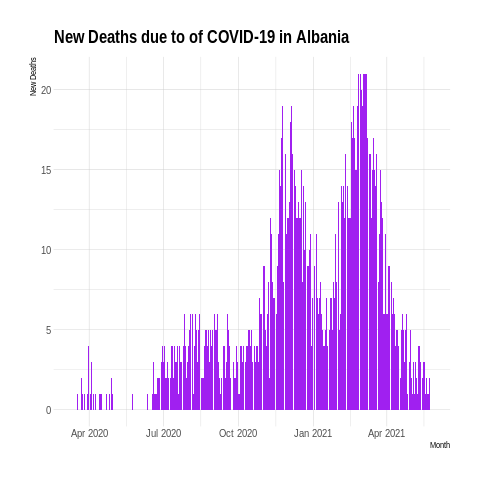 New Deaths due to of COVID-19 in Albania
New Deaths
20
15
10
5
0
Apr 2020 Jul 2020 Oct 2020 Jan 2021 Apr 2021
Month